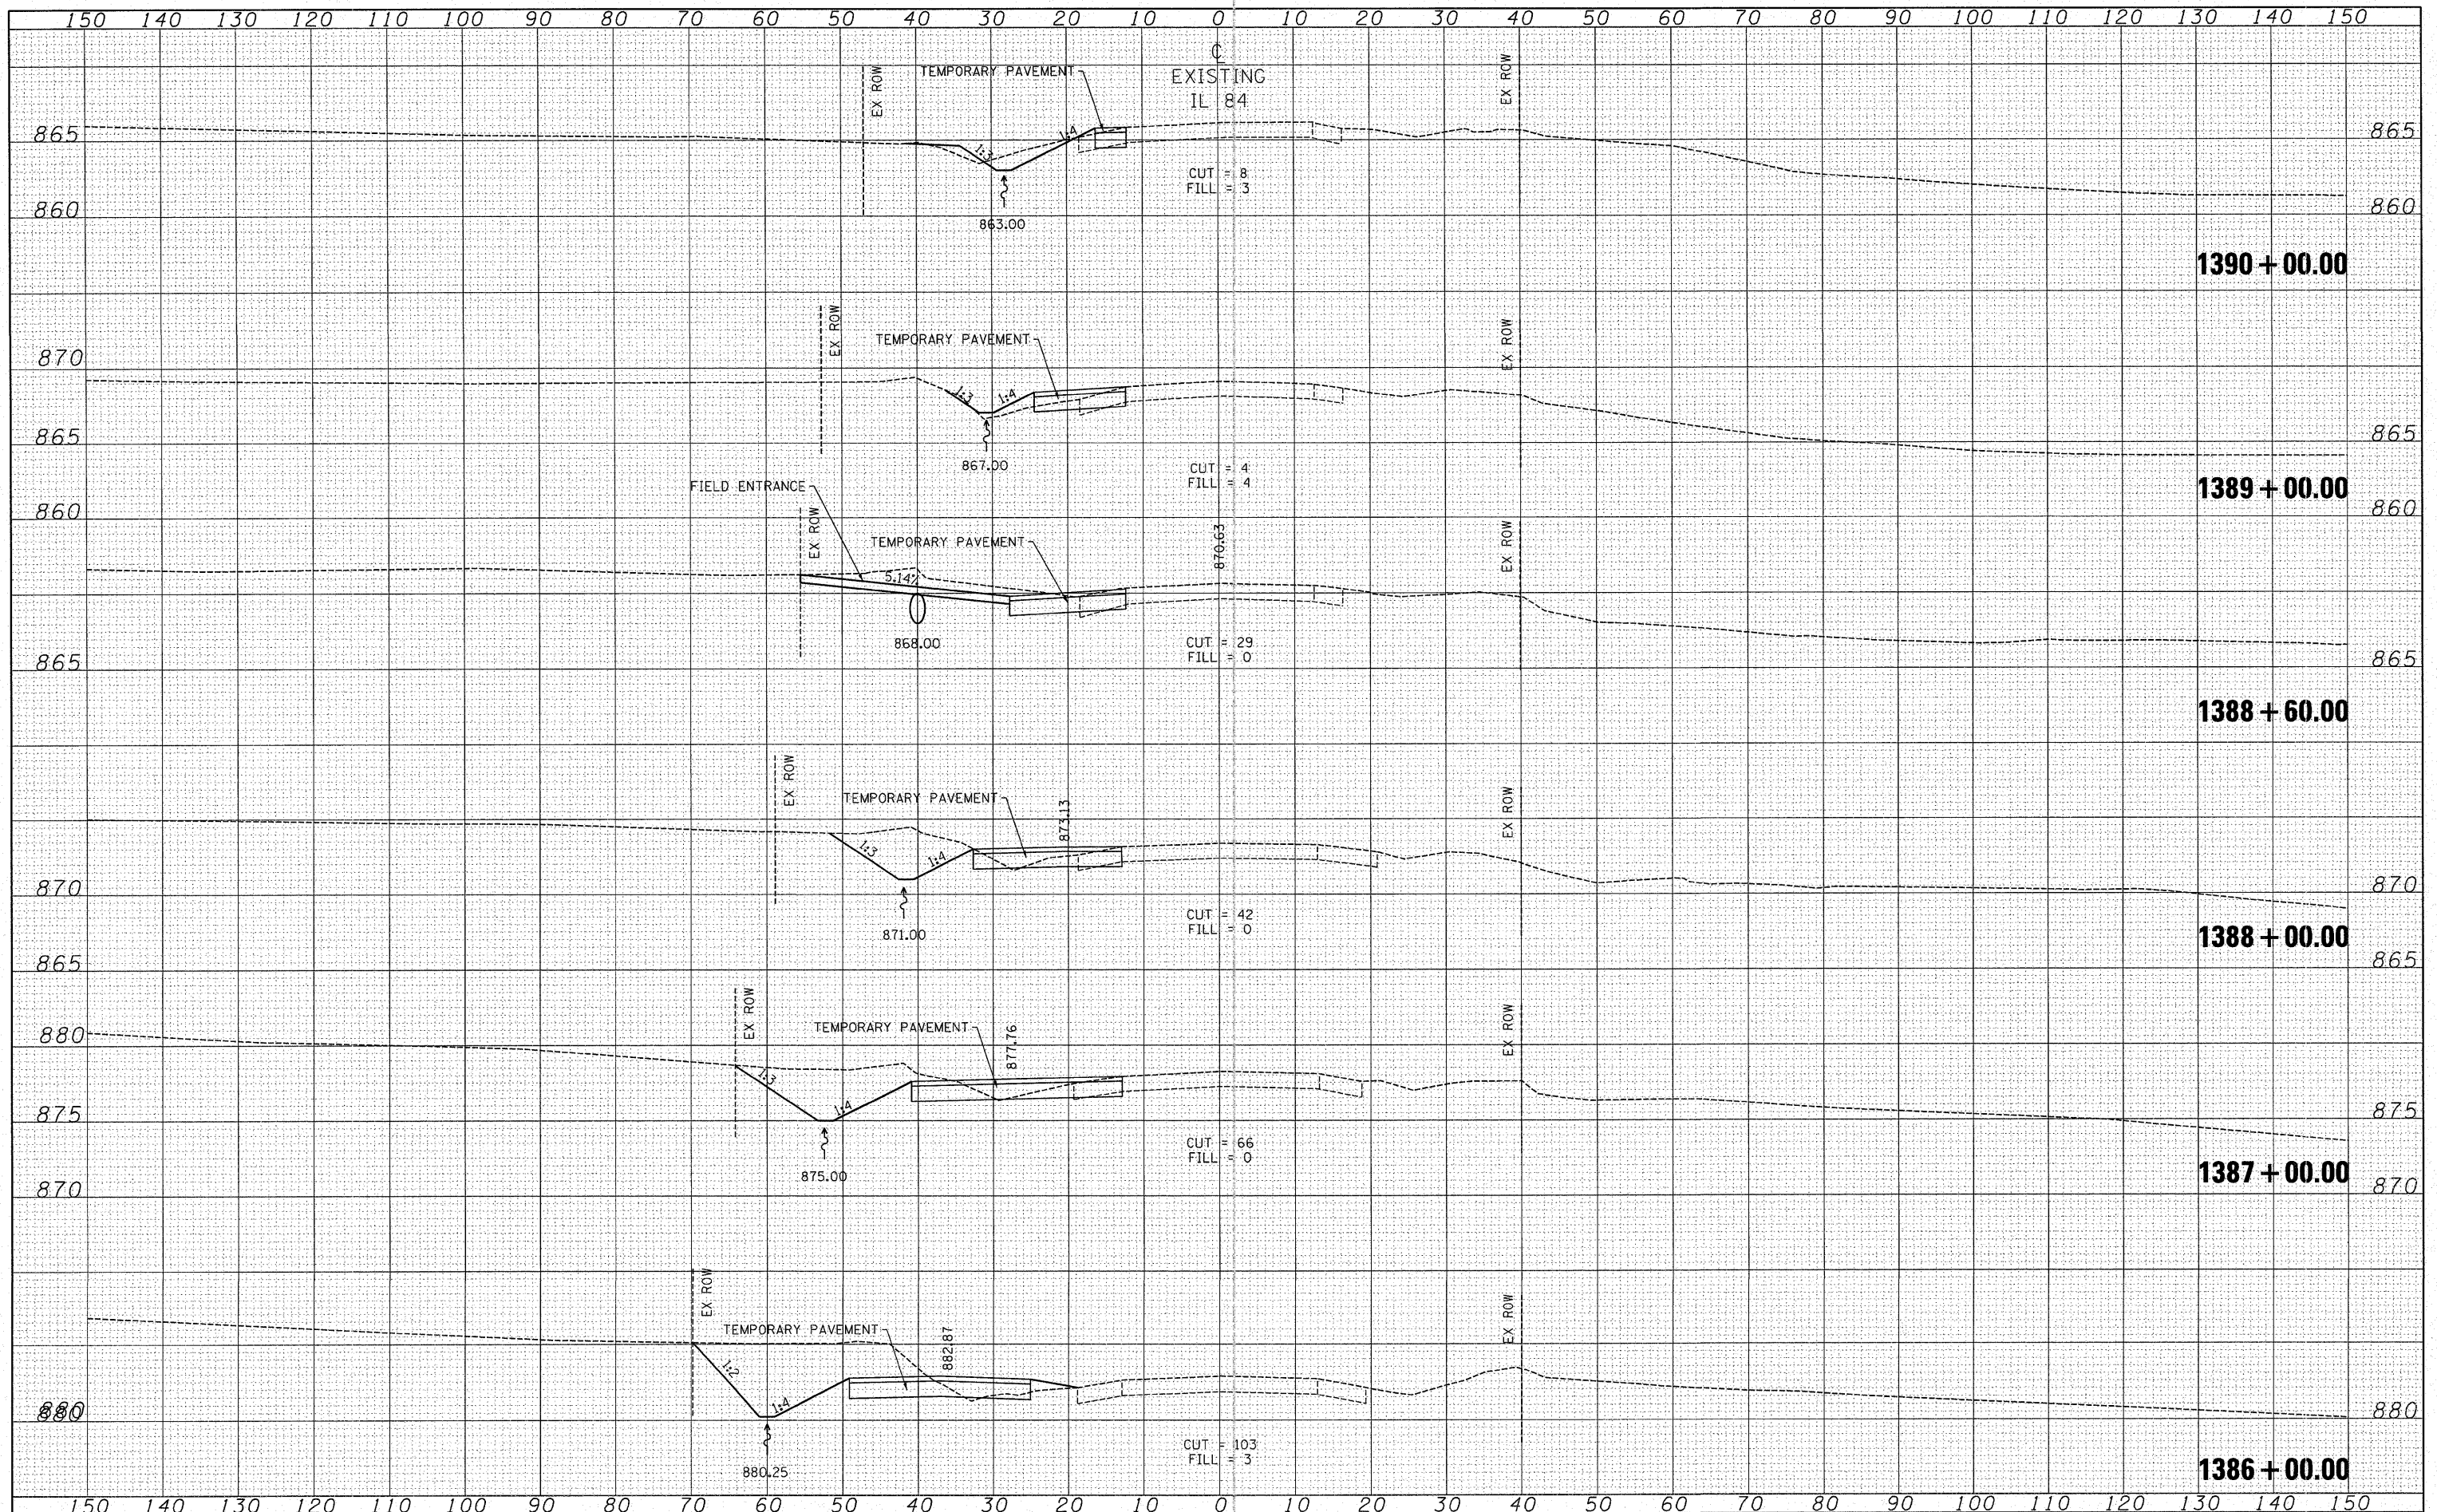 150 140 130 120 110 100 90 80 70 60 50 40 30 20 10 0 10 20 30 40 50 60 70 80 90 100 110 120 130 140 150
℄
EXISTING
IL 84
EX ROW
TEMPORARY PAVEMENT
EX ROW
865
1:3
1:4
865
CUT = 8
FILL = 3
860
863.00
860
1390 + 00.00
EX ROW
TEMPORARY PAVEMENT
EX ROW
870
1:3
1:4
865
867.00
865
CUT = 4
FILL = 4
1389 + 00.00
FIELD ENTRANCE
860
860
EX ROW
TEMPORARY PAVEMENT
870.63
EX ROW
5.14%
868.00
CUT = 29
FILL = 0
865
865
1388 + 60.00
EX ROW
TEMPORARY PAVEMENT
873.13
EX ROW
1:3
1:4
870
870
871.00
CUT = 42
FILL = 0
1388 + 00.00
865
865
EX ROW
TEMPORARY PAVEMENT
877.76
EX ROW
880
1:3
1:4
875
875
CUT = 66
FILL = 0
875.00
1387 + 00.00
870
870
EX ROW
TEMPORARY PAVEMENT
882.87
EX ROW
1:2
1:4
880
880
CUT = 103
FILL = 3
880.25
1386 + 00.00
150 140 130 120 110 100 90 80 70 60 50 40 30 20 10 0 10 20 30 40 50 60 70 80 90 100 110 120 130 140 150